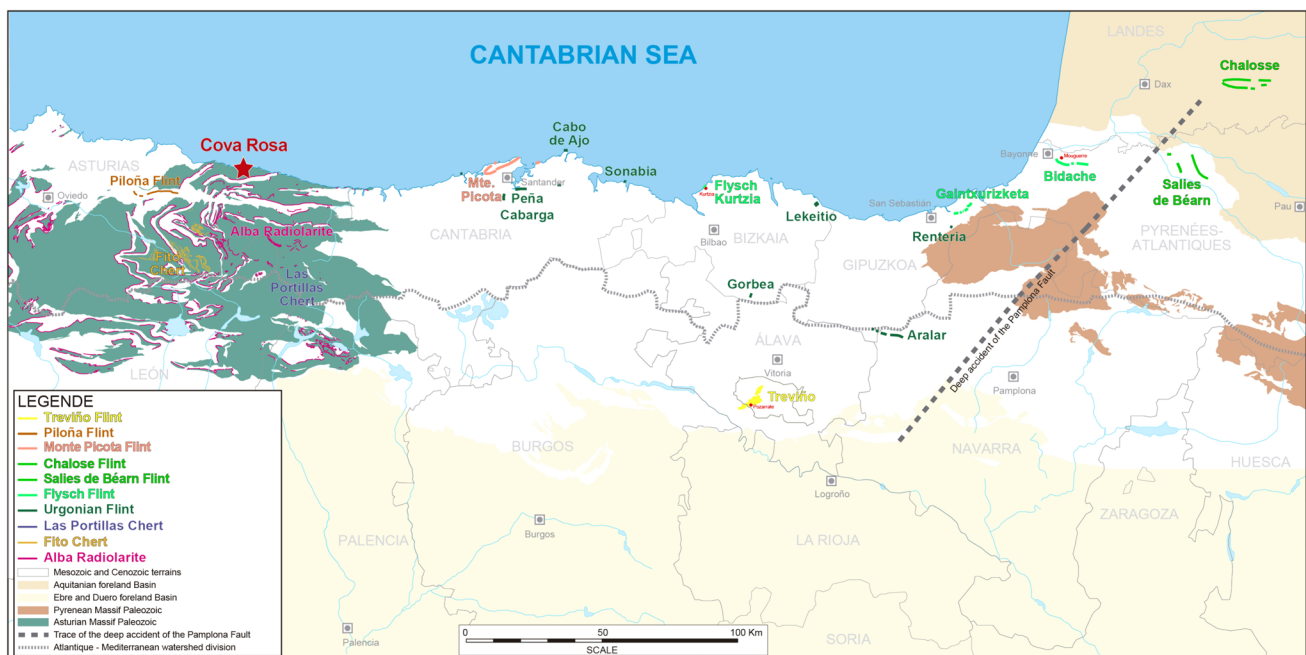 CANTABRIAN SEA
LANDES
Chalosse
Dax
Cova Rosa
Cabo
de Ajo
ASTURIAS
Piloña Flint
Oviedo
Mte.
Picota
Santander
Peña
Cabarga
Sonabia
Kurtzia
Flysch
Kurtzia
Bayonne
Mouguerre
Bidache
Salies
de Béarn
Pau
Gaintxurizketa
San Sebastián
Lekeitio
Renteria
PYRENÉES-
ATLANTIQUES
Alba Radiolarite
CANTABRIA
Bilbao
BIZKAIA
GIPUZKOA
Fito
Chert
Las
Portillas
Chert
Gorbea
Deep accident of the Pamplona Fault
Aralar
ÁLAVA
Vitoria
LEÓN
Treviño
Pozarrate
Pamplona
BURGOS
NAVARRA
HUESCA
Logroño
ZARAGOZA
PALENCIA
Burgos
LA RIOJA
Palencia
SORIA
LEGENDE
Treviño Flint
Piloña Flint
Monte Picota Flint
Chalose Flint
Salies de Béarn Flint
Flysch Flint
Urgonian Flint
Las Portillas Chert
Fito Chert
Alba Radiolarite
Mesozoic and Cenozoic terrains
Aquitanian foreland Basin
Ebre and Duero foreland Basin
Pyrenean Massif Paleozoic
Asturian Massif Paleozoic
Trace of the deep accident of the Pamplona Fault
Atlantique - Mediterranean watershed division
0 50 100 Km
SCALE